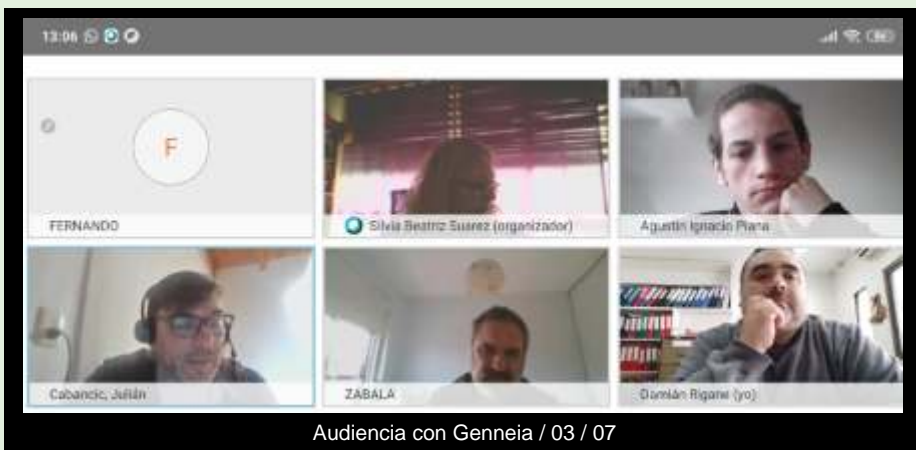 13:06
F
FERNANDO
Silvia Beatriz Suarez (organizador)
Agustín Ignacio Plana
Cabancic, Julián
ZABALA
Damián Rigane (yo)
Audiencia con Genneia / 03 / 07